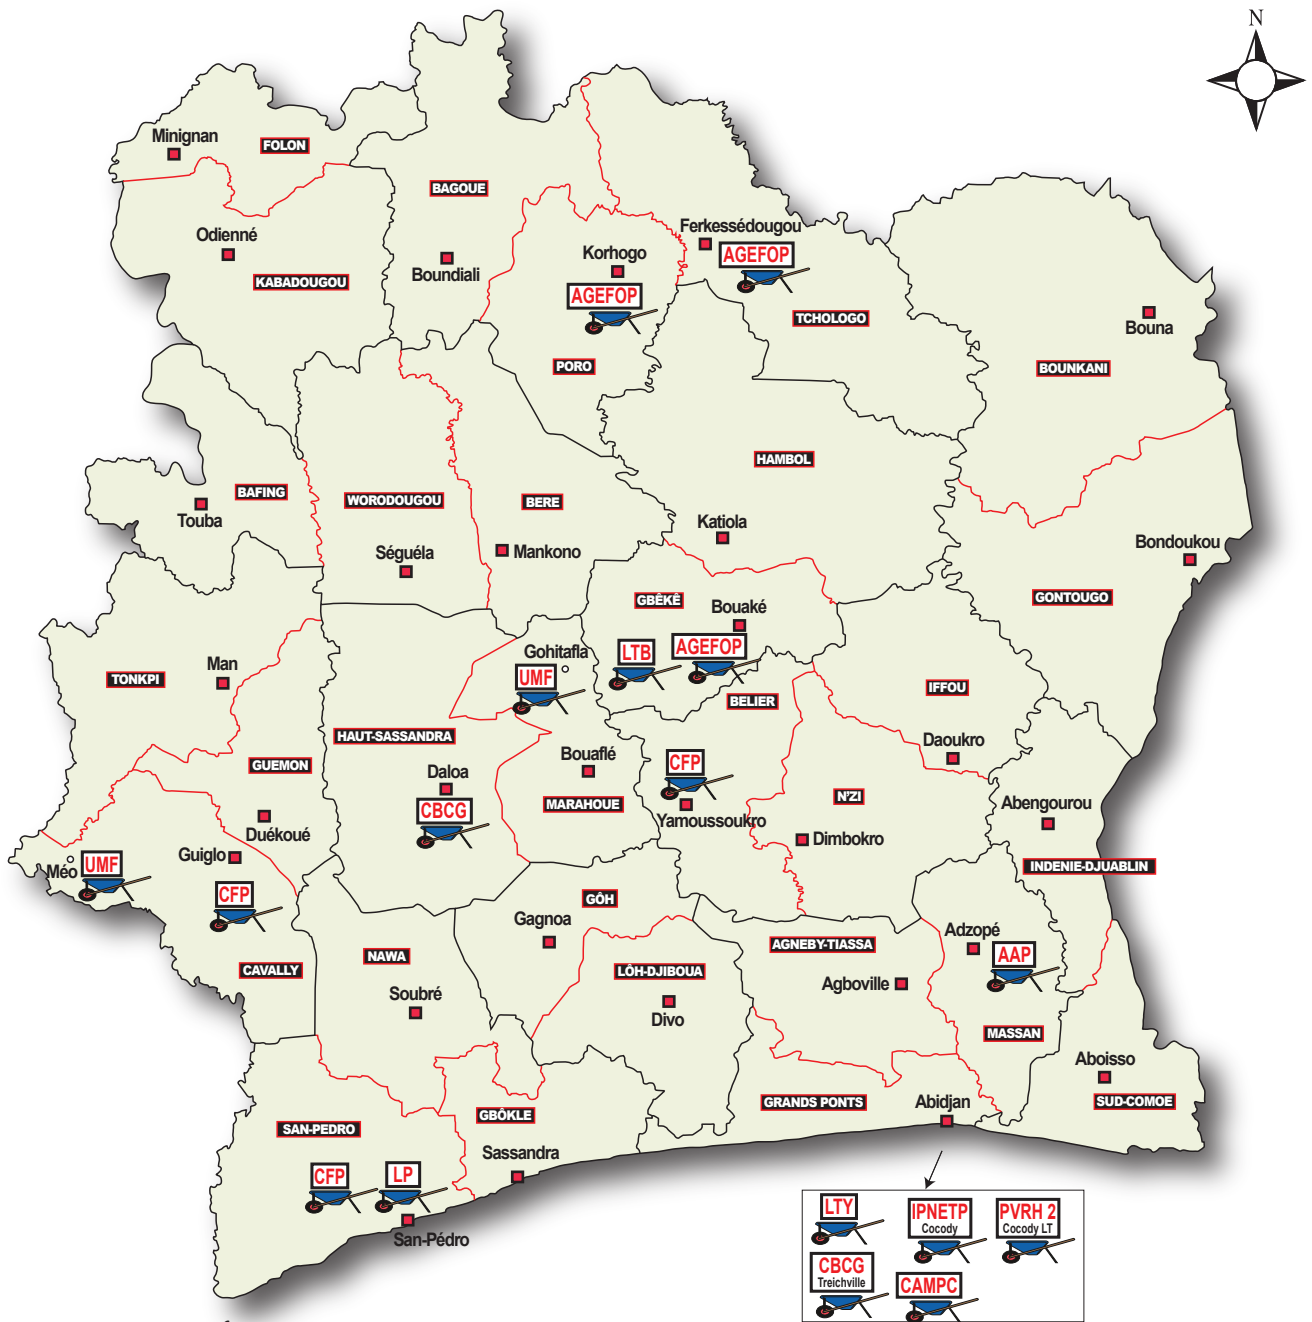 N
Minignan
FOLON
BAGOUE
Odienné
KABADOUGOU
Boundiali
Korhogo
AGEFOP
PORO
Ferkessédougou
AGEFOP
TCHOLOGO
Bouna
BOUNKANI
BAFING
Touba
WORODOUGOU
Séguéla
BERE
Mankono
HAMBOL
Katiola
Bondoukou
GONTOUGO
GBÊKÊ
Bouaké
LTB
AGEFOP
Gohitafla
UMF
TONKPI
Man
BELIER
IFFOU
HAUT-SASSANDRA
GUEMON
Daloa
CBCG
Bouaflé
MARAHOUE
CFP
Yamoussoukro
N'ZI
Dimbokro
Daoukro
Abengourou
INDENIE-DJUABLIN
Duékoué
Guiglo
Méo
UMF
CFP
CAVALLY
NAWA
Soubré
GÔH
Gagnoa
LÔH-DJIBOUA
Divo
AGNEBY-TIASSA
Agboville
Adzopé
AAP
MASSAN
Aboisso
SUD-COMOE
GRANDS PONTS
Abidjan
GBÔKLE
Sassandra
SAN-PEDRO
CFP
LP
San-Pédro
LTY
IPNETP
Cocody
PVRH 2
Cocody LT
CBCG
Treichville
CAMPC